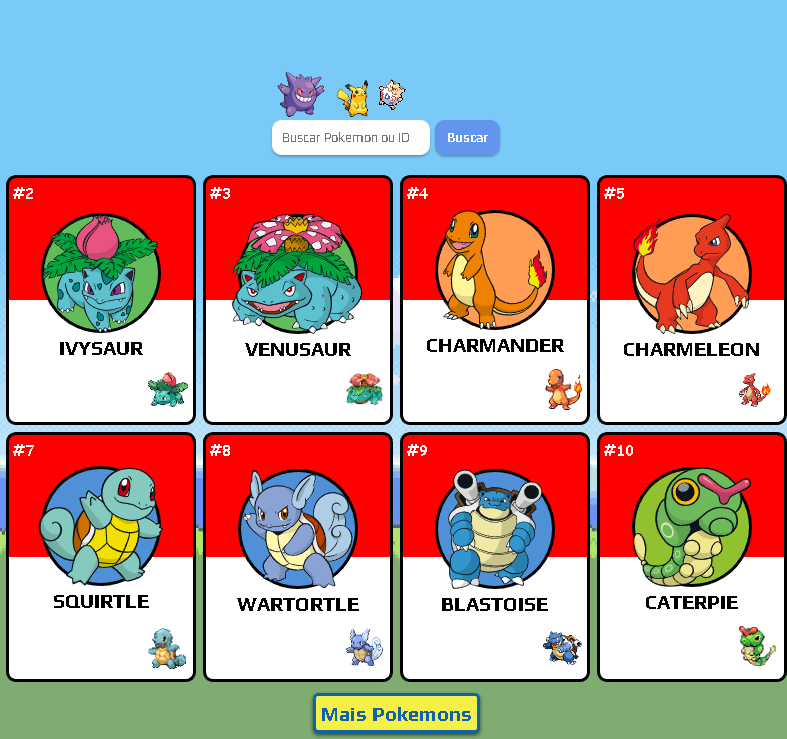 Buscar Pokemon ou ID
Buscar
#2
#3
#4
#5
IVYSAUR
VENUSAUR
CHARMANDER
CHARMELEON
#7
#8
#9
#10
SQUIRTLE
WARTORTLE
BLASTOISE
CATERPIE
Mais Pokemons